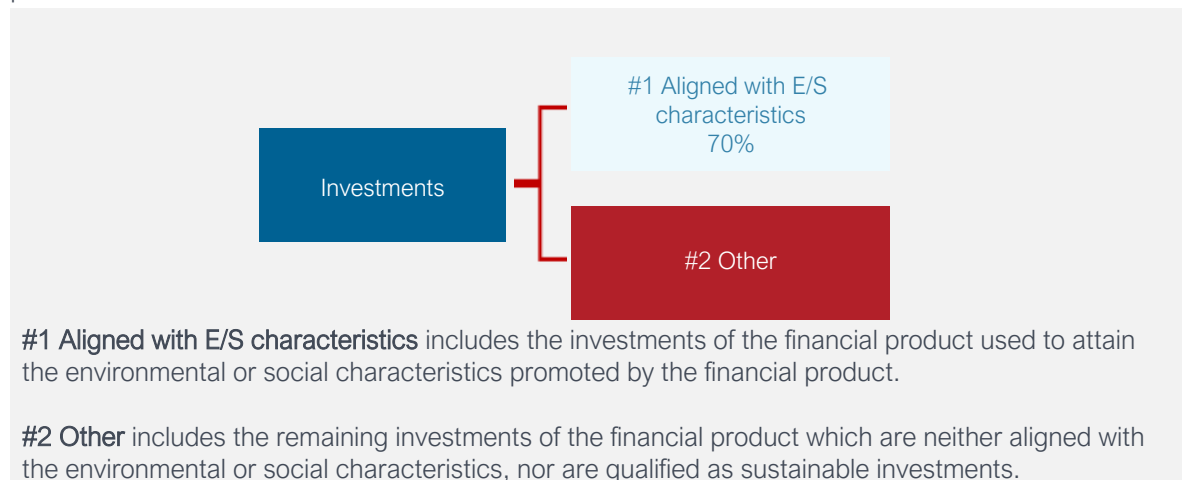 #1 Aligned with E/S
characteristics
70%
Investments
#2 Other
#1 Aligned with E/S characteristics includes the investments of the financial product used to attain
the environmental or social characteristics promoted by the financial product.
#2 Other includes the remaining investments of the financial product which are neither aligned with
the environmental or social characteristics, nor are qualified as sustainable investments.